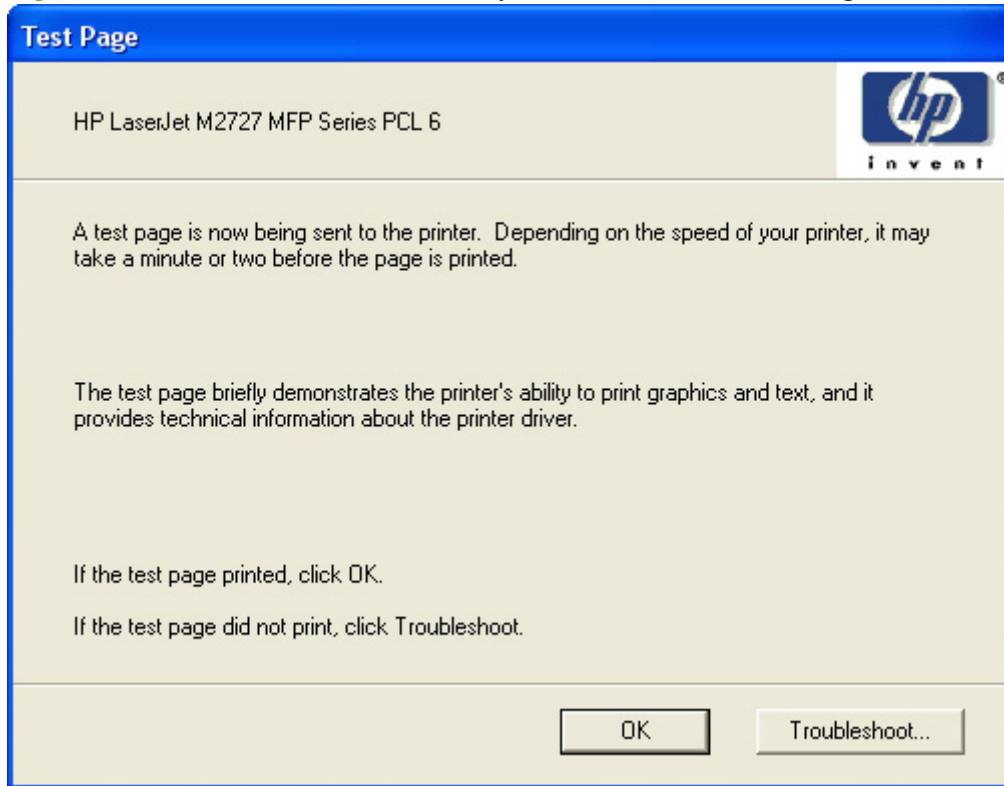 Test Page
HP LaserJet M2727 MFP Series PCL 6
hp
®
invent
A test page is now being sent to the printer.  Depending on the speed of your printer, it may
take a minute or two before the page is printed.
The test page briefly demonstrates the printer's ability to print graphics and text, and it
provides technical information about the printer driver.
If the test page printed, click OK.
If the test page did not print, click Troubleshoot.
OK
Troubleshoot...